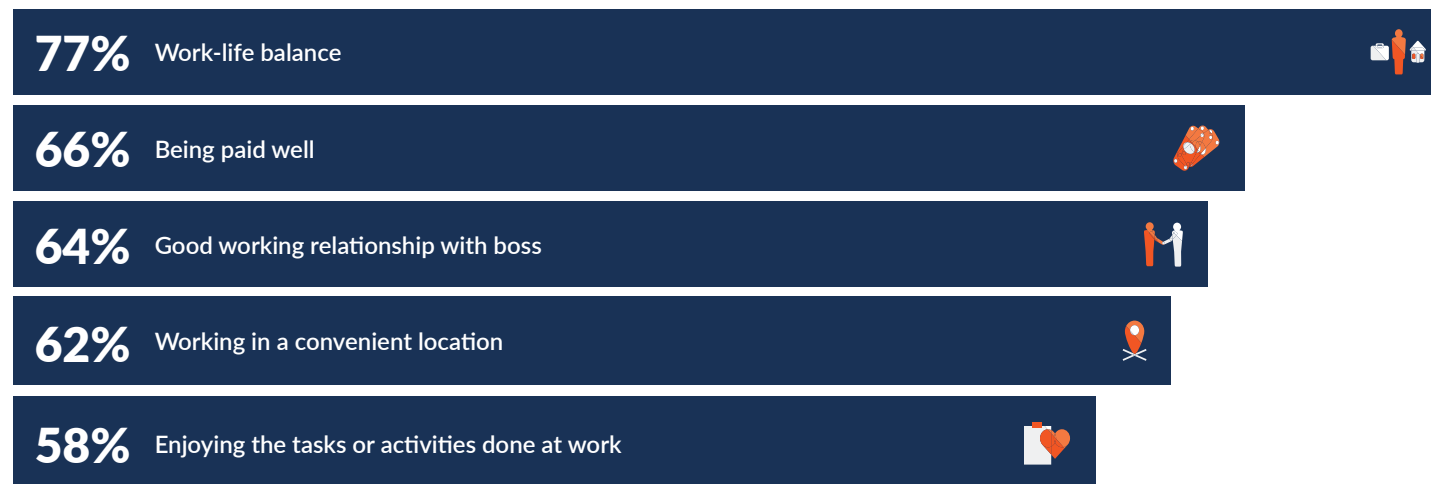 77% Work-life balance
66% Being paid well
64% Good working relationship with boss
62% Working in a convenient location
58% Enjoying the tasks or activities done at work